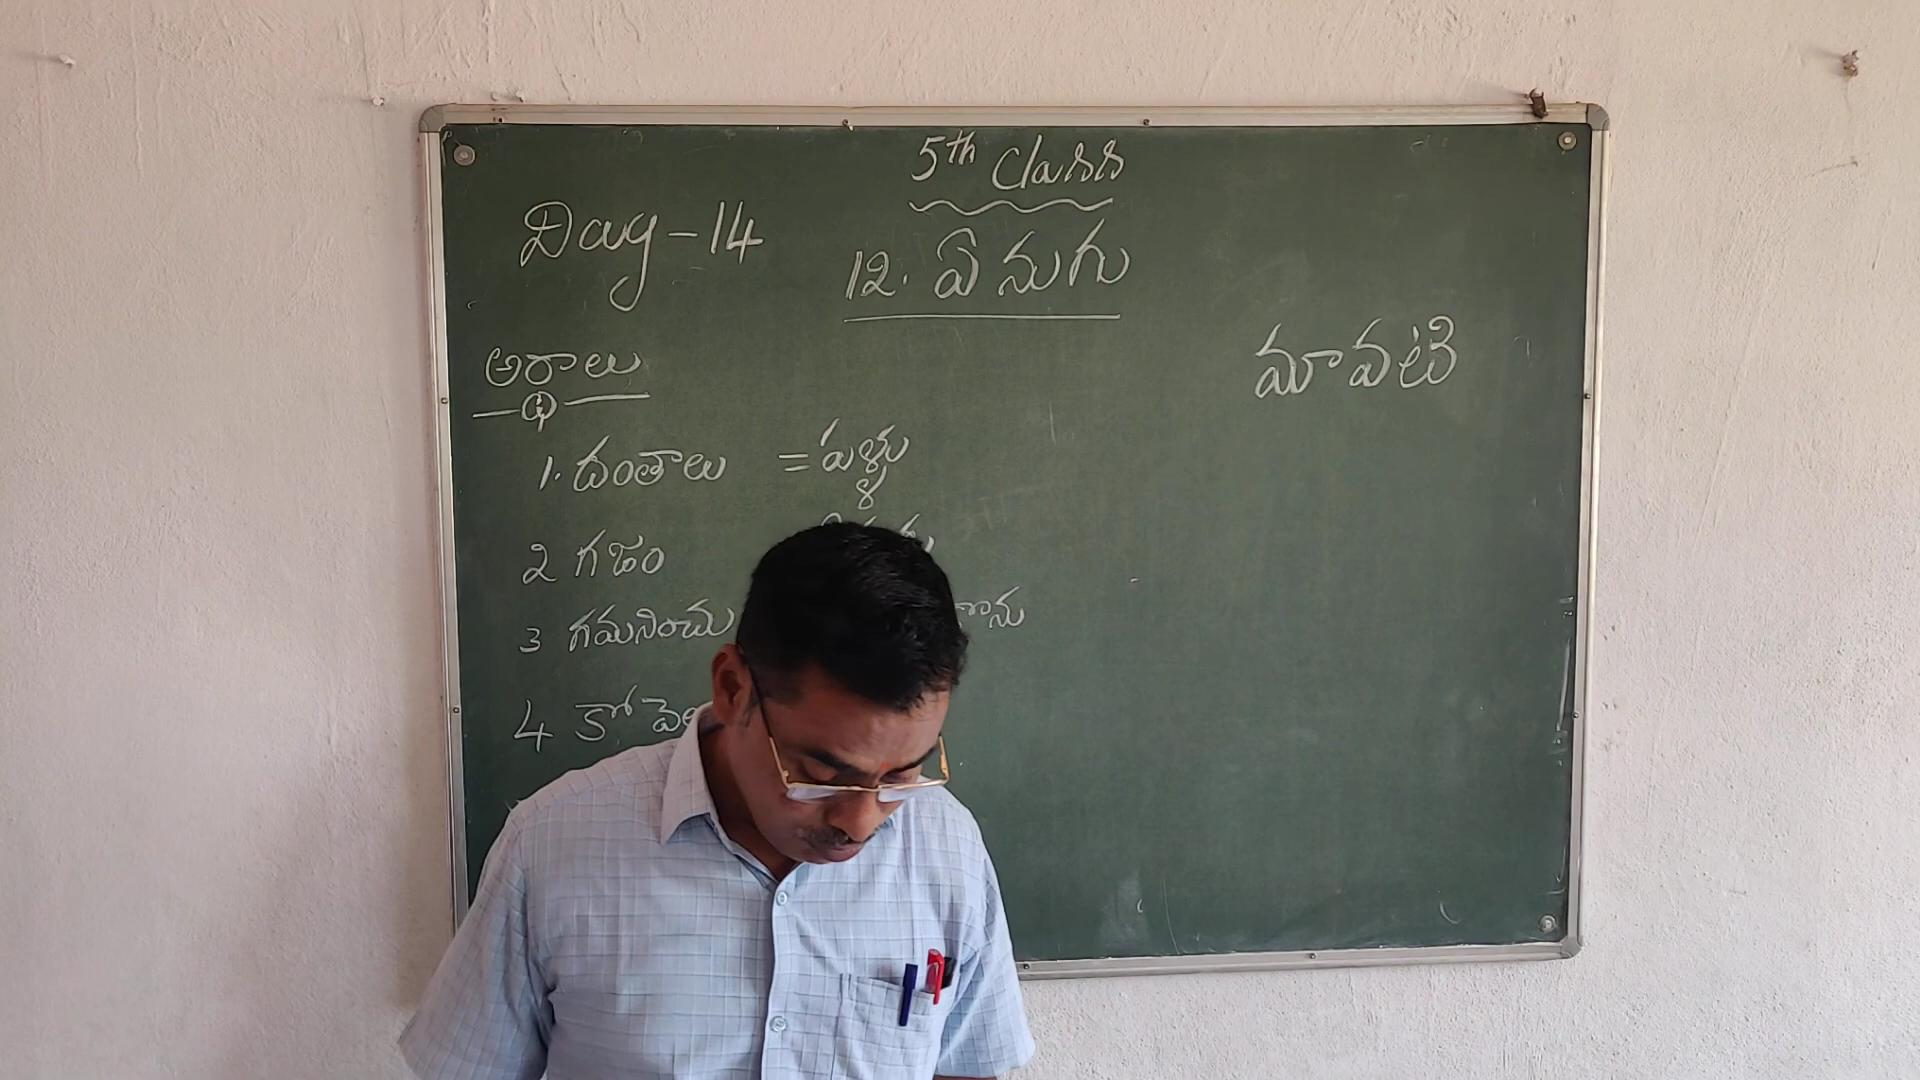 5th Class
Day-14
12. ఏనుగు
మావటి
అర్థాలు
1. దంతాలు = పళ్ళు
2 గజం
3 గమనించు
4